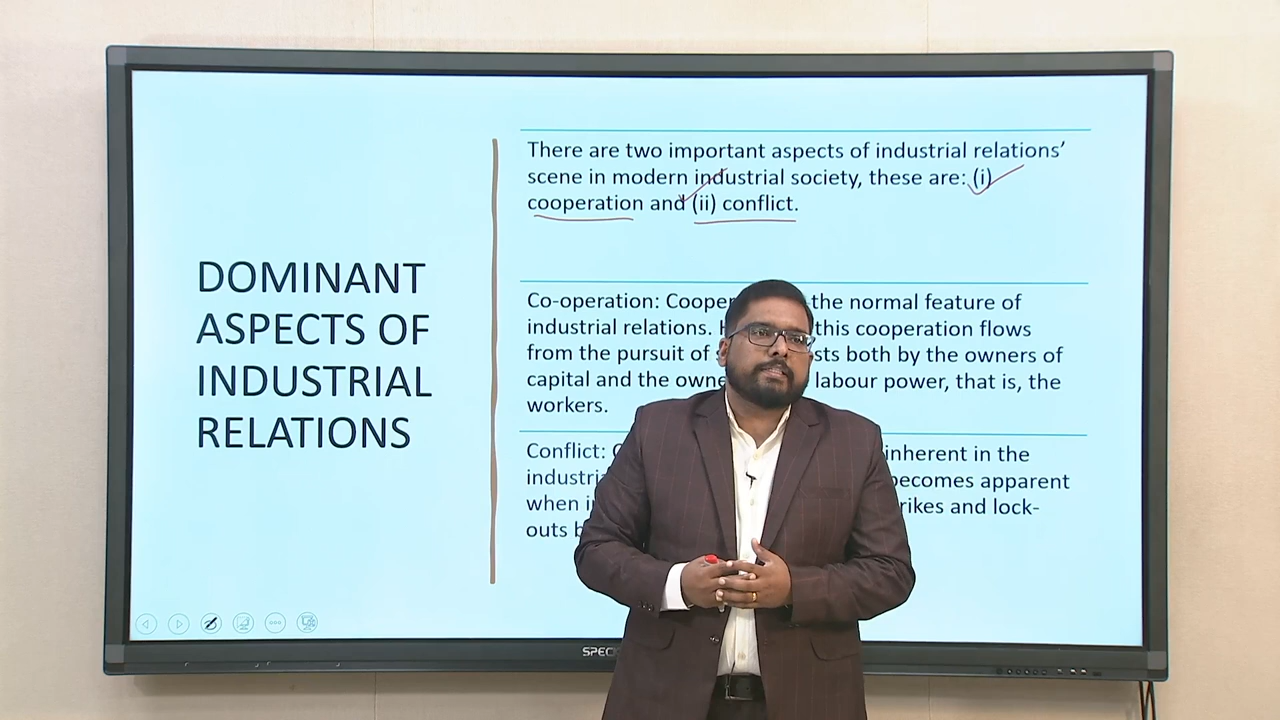 DOMINANT
ASPECTS OF
INDUSTRIAL
RELATIONS
There are two important aspects of industrial relations’
scene in modern industrial society, these are: (i)
cooperation and (ii) conflict.
Co-operation: the normal feature of
industrial relations. this cooperation flows
from the pursuit of both by the owners of
capital and the labour power, that is, the
workers.
Conflict: inherent in the
becomes apparent
when and lock-
outs